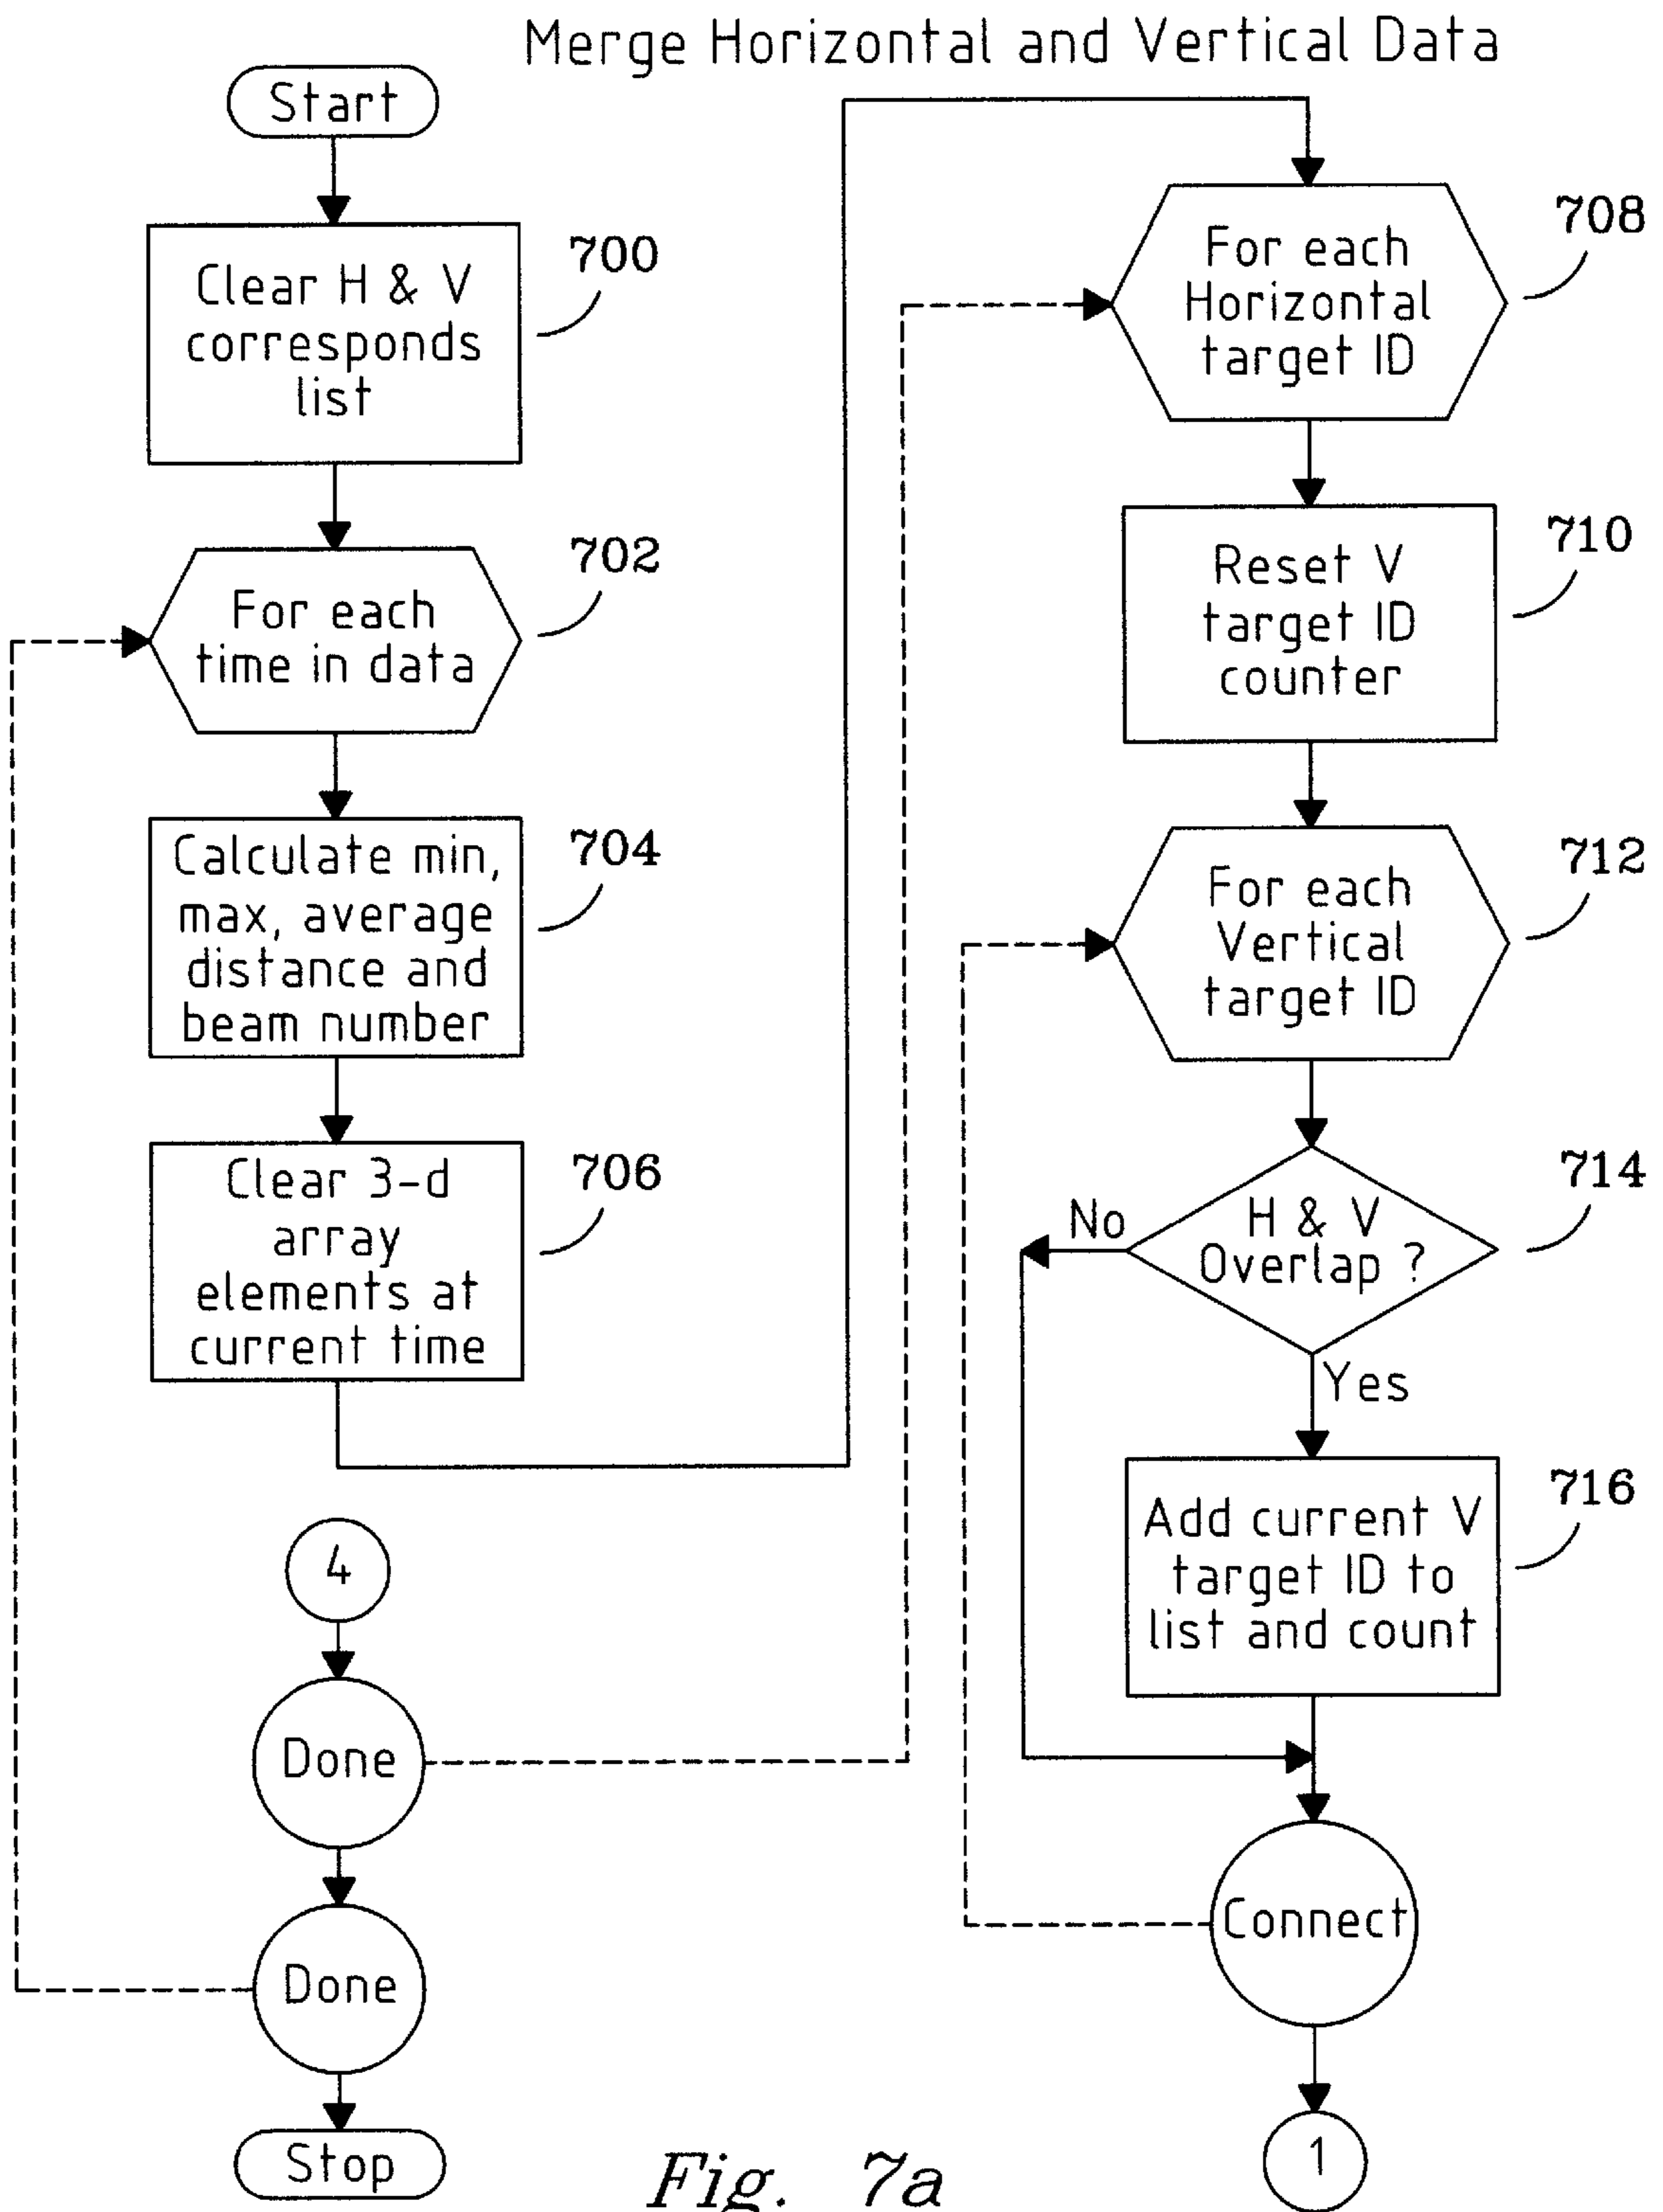 Merge Horizontal and Vertical Data
Start
Clear H & V
corresponds
list
700
For each
time in data
702
Calculate min,
max, average
distance and
beam number
704
Clear 3-d
array
elements at
current time
706
4
Done
Done
Stop
For each
Horizontal
target ID
708
Reset V
target ID
counter
710
For each
Vertical
target ID
712
H & V
Overlap ?
714
No
Yes
Add current V
target ID to
list and count
716
Connect
1
Fig. 7a